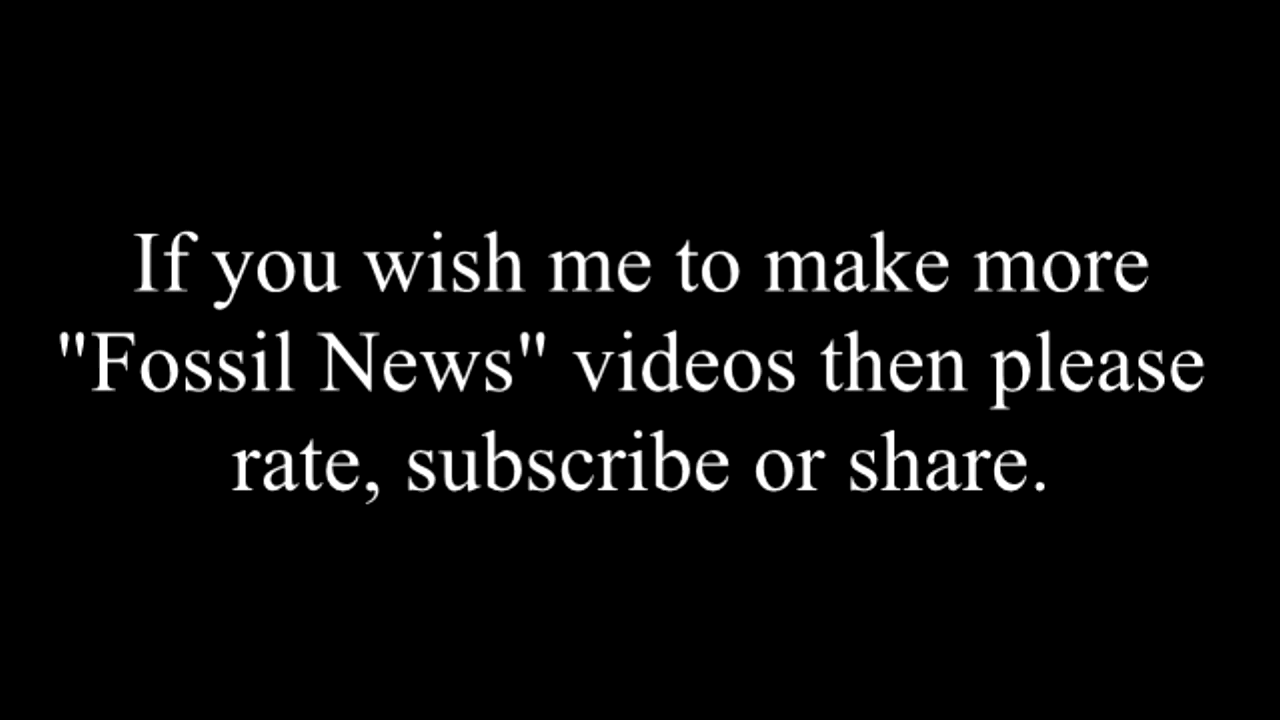 If you wish me to make more
"Fossil News" videos then please
rate, subscribe or share.